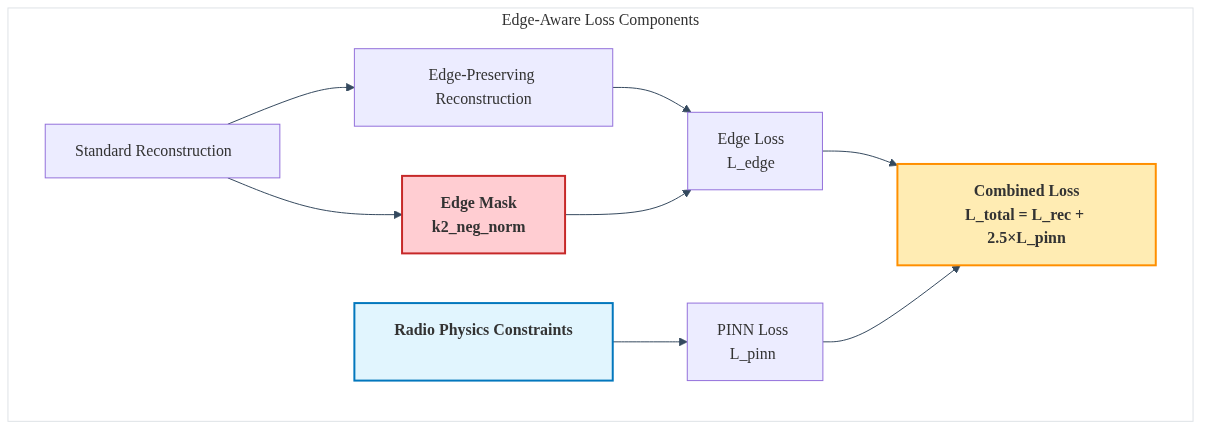 Edge-Aware Loss Components
Standard Reconstruction
Edge-Preserving
Reconstruction
Edge Mask
k2_neg_norm
Radio Physics Constraints
Edge Loss
L_edge
PINN Loss
L_pinn
Combined Loss
L_total = L_rec +
2.5×L_pinn